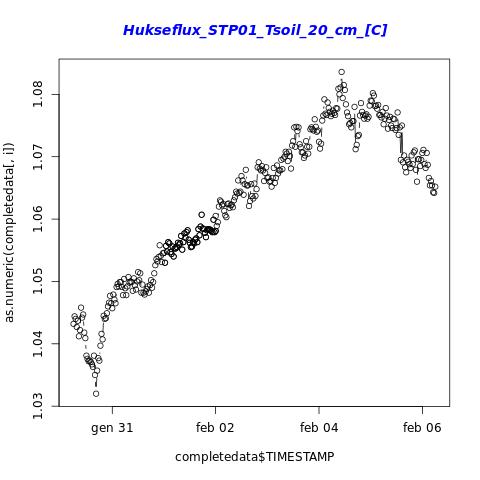 Hukseflux_STP01_Tsoil_20_cm_[C]
as.numeric(completedata[, i])
1.08
1.07
1.06
1.05
1.04
1.03
gen 31
feb 02
feb 04
feb 06
completedata$TIMESTAMP